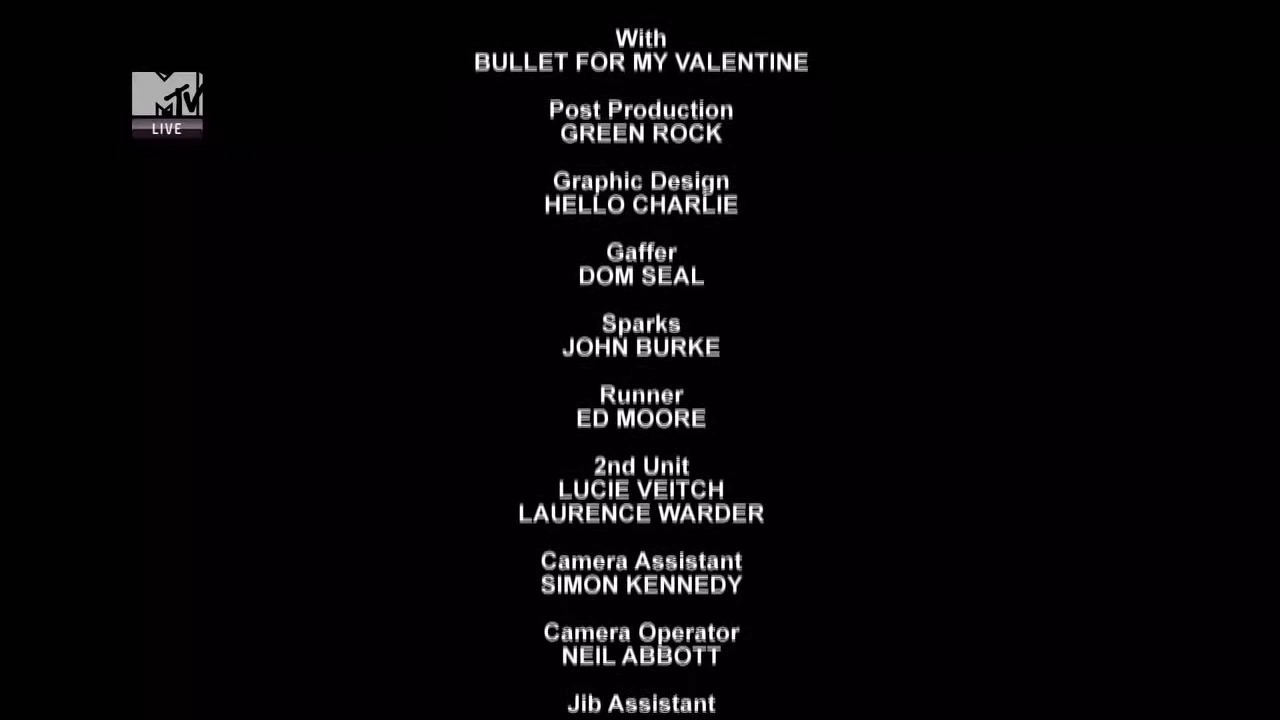 With
BULLET FOR MY VALENTINE
MTV
LIVE
Post Production
GREEN ROCK
Graphic Design
HELLO CHARLIE
Gaffer
DOM SEAL
Sparks
JOHN BURKE
Runner
ED MOORE
2nd Unit
LUCIE VEITCH
LAURENCE WARDER
Camera Assistant
SIMON KENNEDY
Camera Operator
NEIL ABBOTT
Jib Assistant